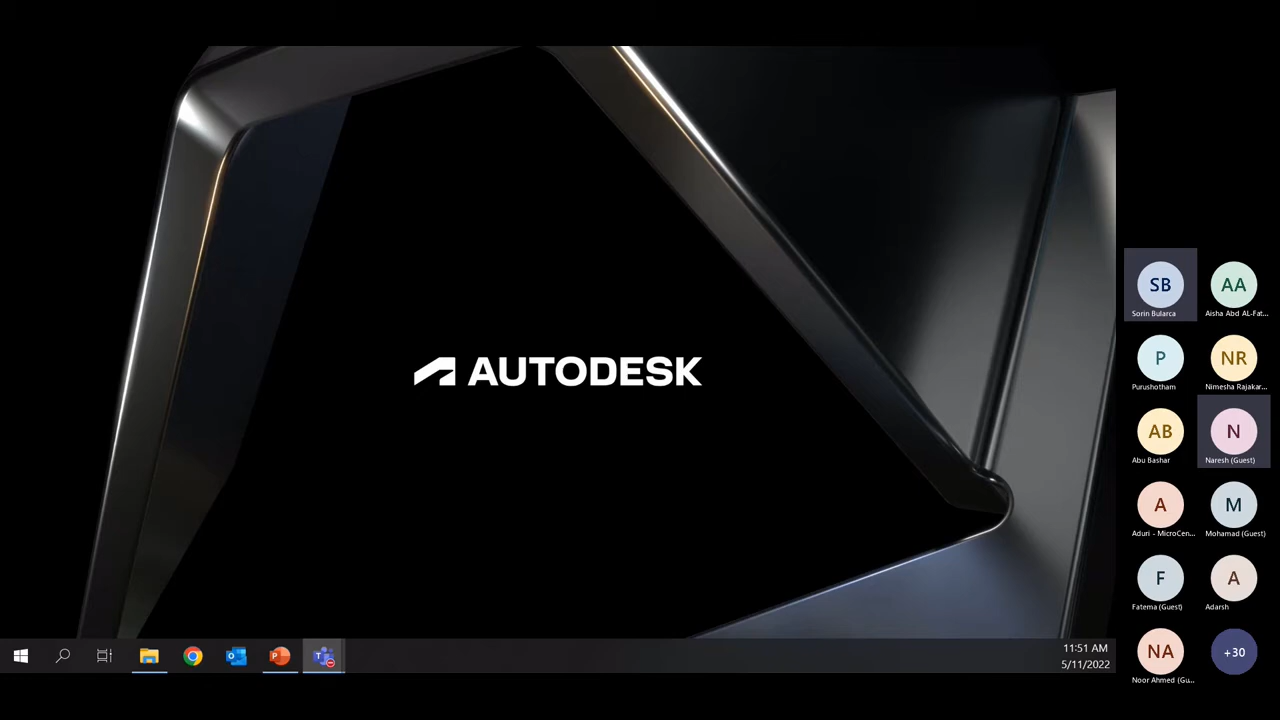 AUTODESK
11:51 AM
5/11/2022
SB
Sorin Bularca
AA
Aisha Abd AL-Fat...
P
Purushotham
NR
Nimesha Rajakar...
AB
Abu Bashar
N
Naresh (Guest)
A
Aduri - MicroCen...
M
Mohamad (Guest)
F
Fatema (Guest)
A
Adarsh
NA
Noor Ahmed (Gu...
+30